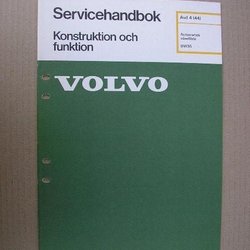 Servicehandbok
Konstruktion och
funktion
Avd 4 (44)
VOLVO